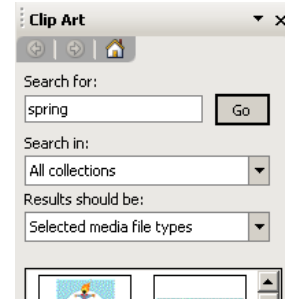 Clip Art
Search for:
spring
Go
Search in:
All collections
Results should be:
Selected media file types